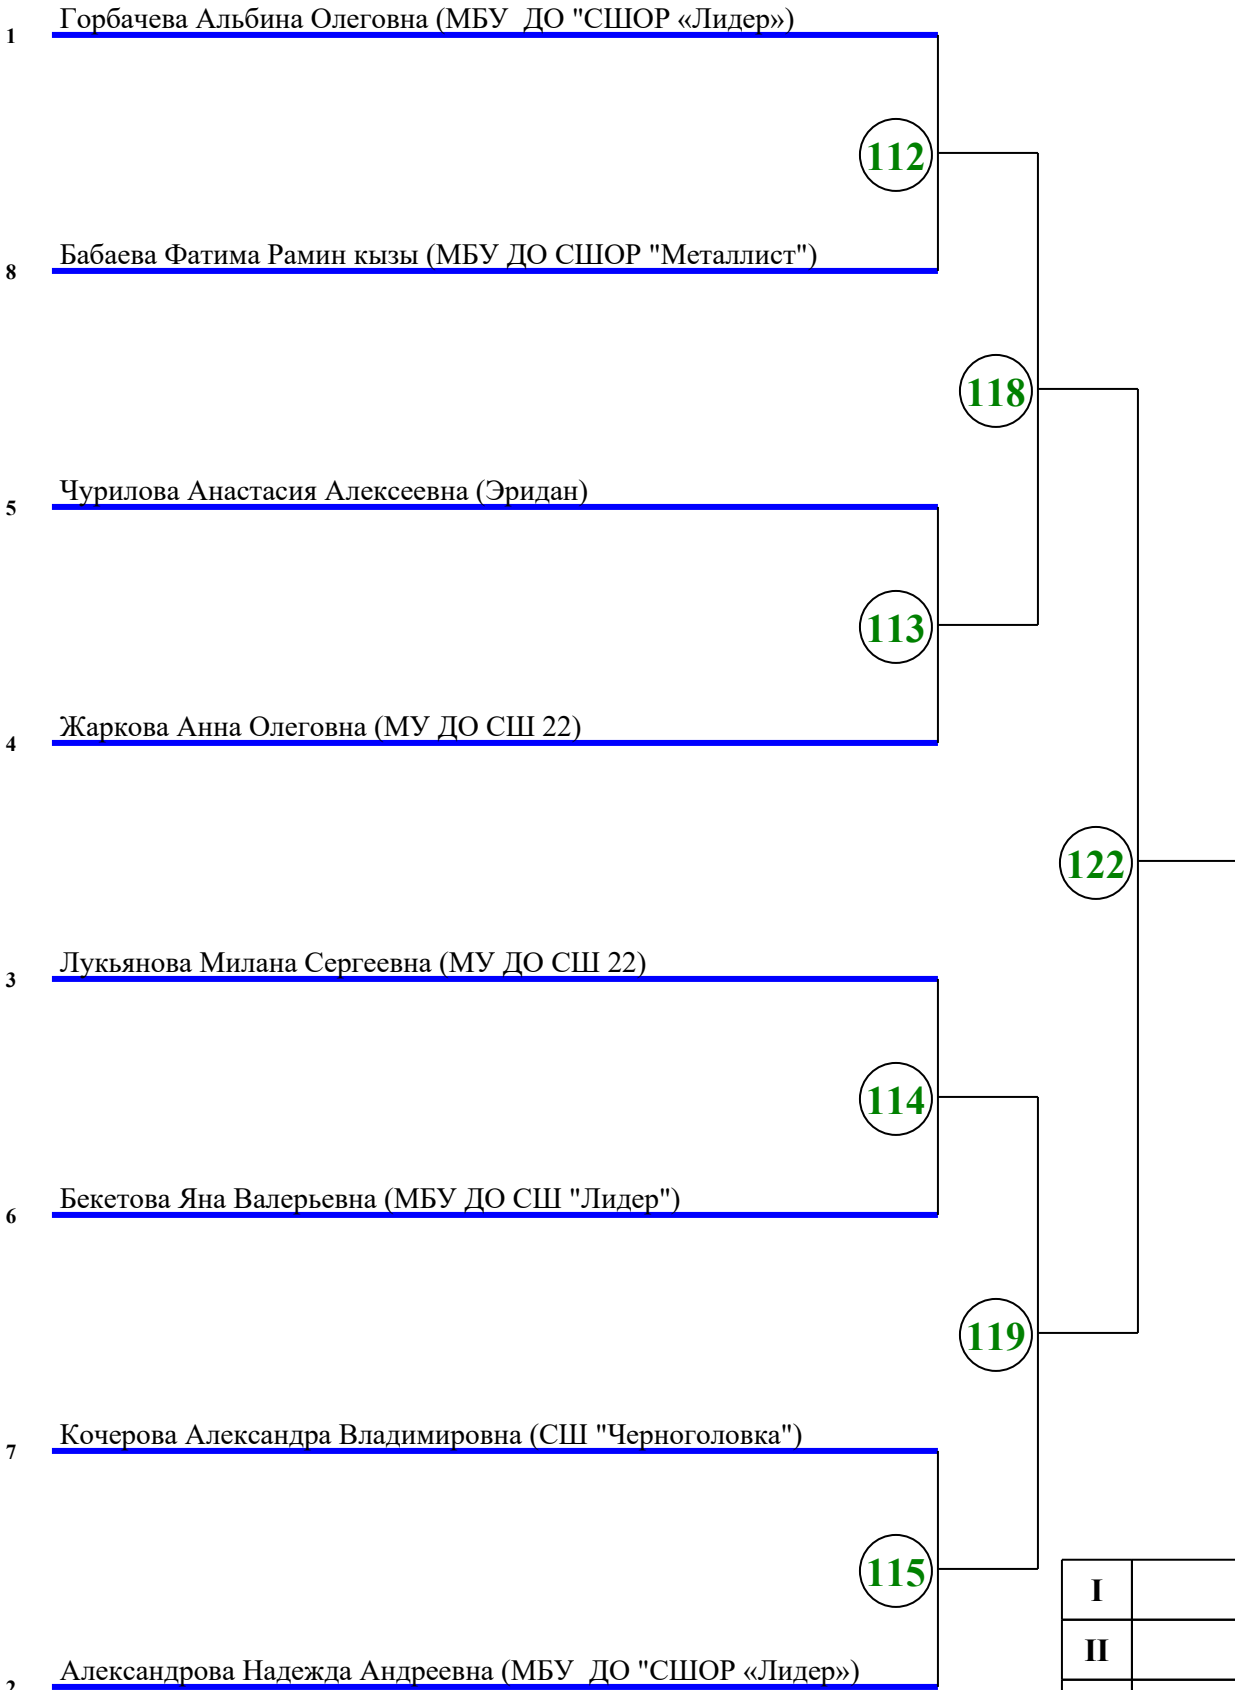 1 Горбачева Альбина Олеговна (МБУ  ДО "СШОР «Лидер»)
112
8 Бабаева Фатима Рамин кызы (МБУ ДО СШОР "Металлист")
118
5 Чурилова Анастасия Алексеевна (Эридан)
113
4 Жаркова Анна Олеговна (МУ ДО СШ 22)
122
3 Лукьянова Милана Сергеевна (МУ ДО СШ 22)
114
6 Бекетова Яна Валерьевна (МБУ ДО СШ "Лидер")
119
7 Кочерова Александра Владимировна (СШ "Черноголовка")
115
I
II
2 Александрова Надежда Андреевна (МБУ  ДО "СШОР «Лидер»)